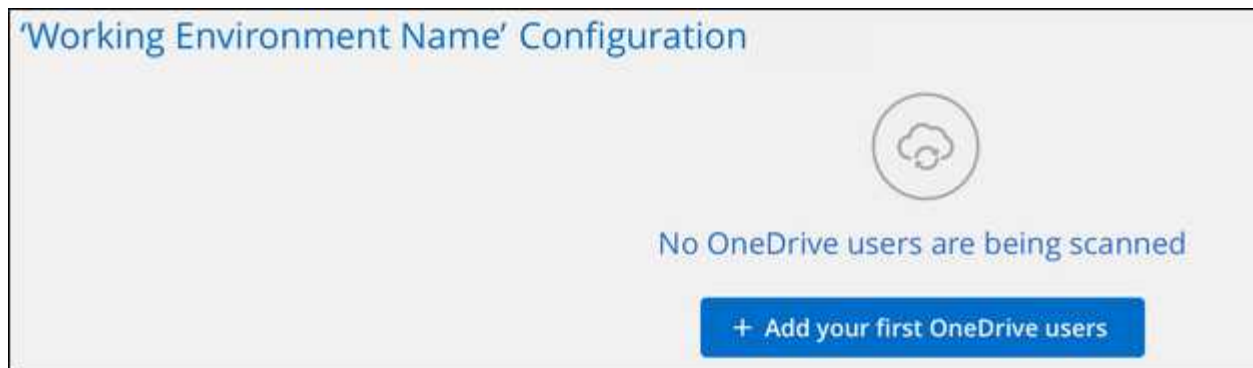 ‘Working Environment Name’ Configuration
No OneDrive users are being scanned
+ Add your first OneDrive users